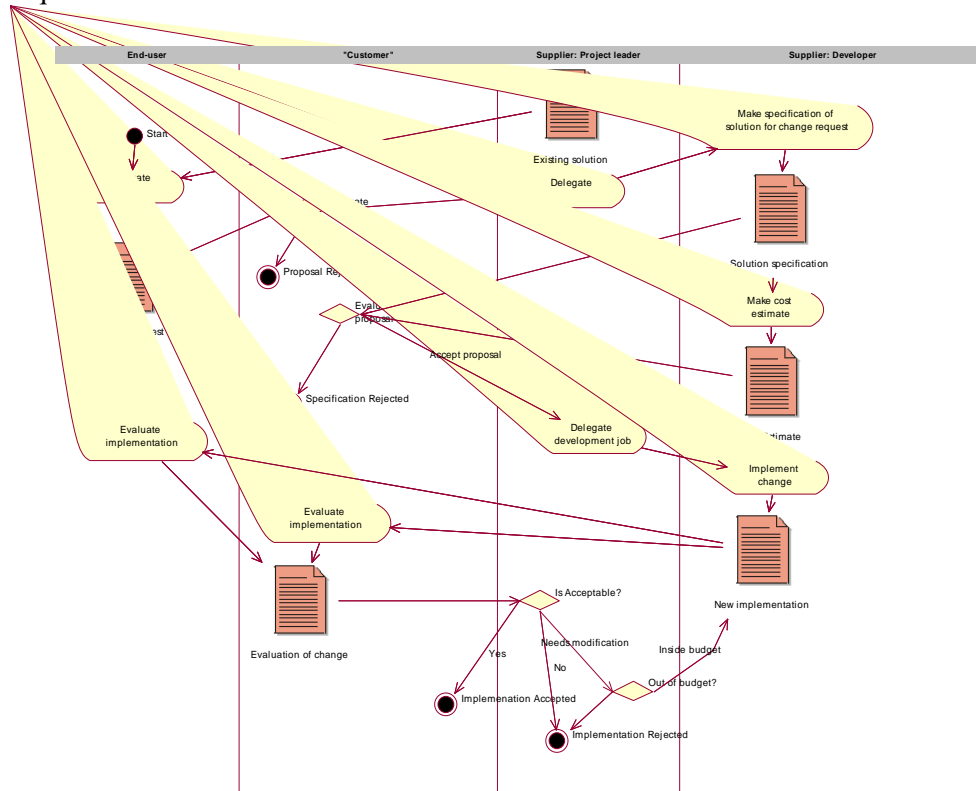 End-user
"Customer"
Supplier: Project leader
Supplier: Developer
Start
Make specification of
solution for change request
Existing solution
Delegate
Solution specification
Proposal
proposal
Make cost
estimate
Accept proposal
Specification Rejected
Evaluate
implementation
Delegate
development job
Implement
change
Evaluate
implementation
Is Acceptable?
New implementation
Evaluation of change
Needs modification
Yes
No
Inside budget
Out of budget?
Implemenation Accepted
Implementation Rejected